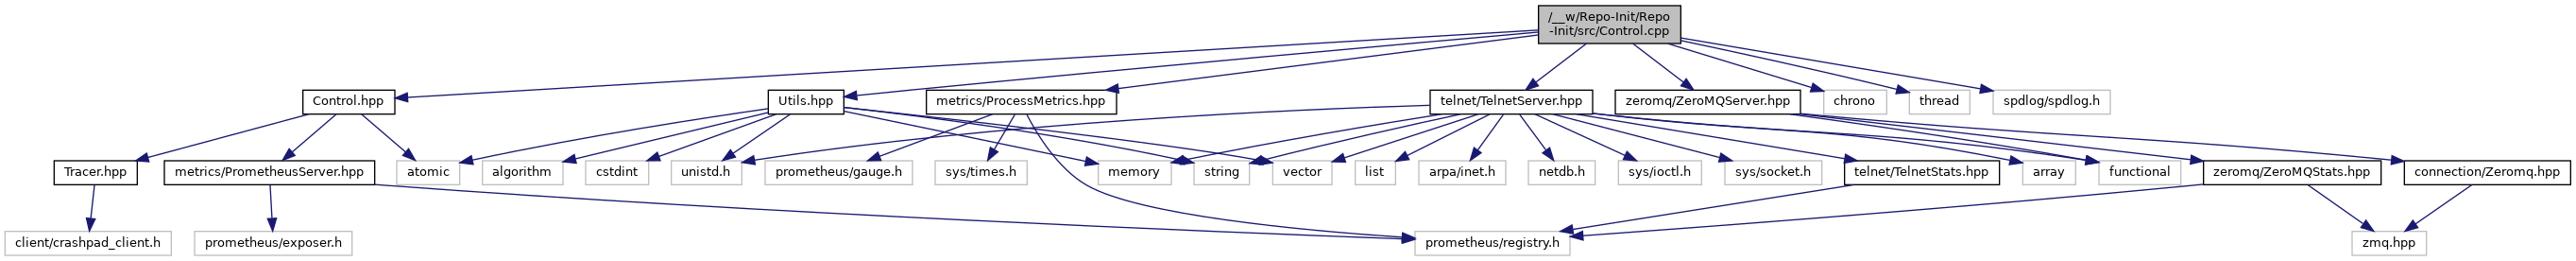 /__w/Repo-Init/Repo
-Init/src/Control.cpp
Control.hpp
Utils.hpp
metrics/ProcessMetrics.hpp
telnet/TelnetServer.hpp
zeromq/ZeroMQServer.hpp
chrono
thread
spdlog/spdlog.h
Tracer.hpp
metrics/PrometheusServer.hpp
atomic
algorithm
cstdint
unistd.h
prometheus/gauge.h
sys/times.h
memory
string
vector
list
arpa/inet.h
netdb.h
sys/ioctl.h
sys/socket.h
telnet/TelnetStats.hpp
array
functional
zeromq/ZeroMQStats.hpp
connection/Zeromq.hpp
client/crashpad_client.h
prometheus/exposer.h
prometheus/registry.h
zmq.hpp